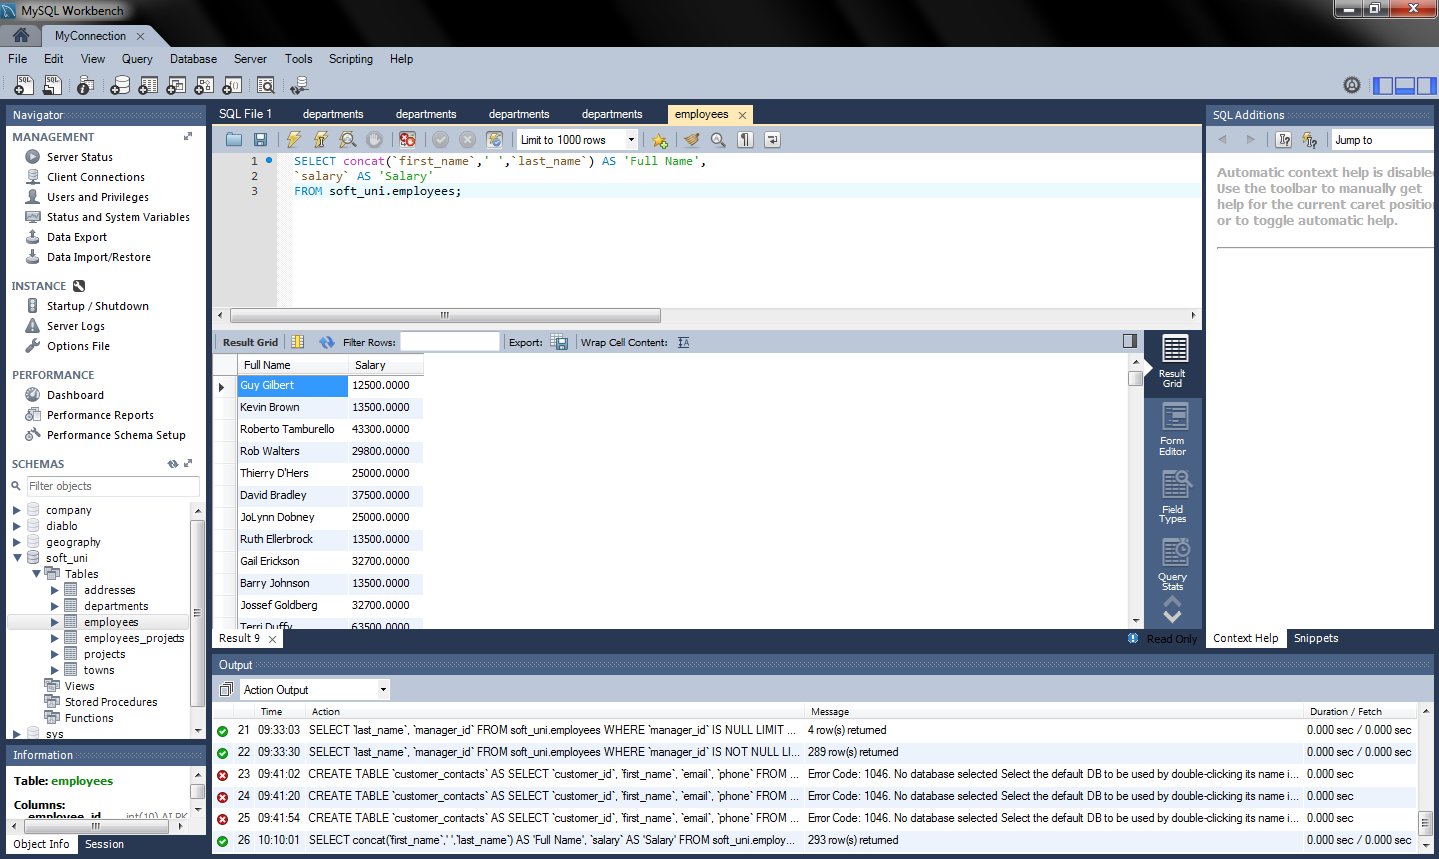 MySQL Workbench
MyConnection
File Edit View Query Database Server Tools Scripting Help
Navigator
MANAGEMENT
Server Status
Client Connections
Users and Privileges
Status and System Variables
Data Export
Data Import/Restore
INSTANCE
Startup / Shutdown
Server Logs
Options File
PERFORMANCE
Dashboard
Performance Reports
Performance Schema Setup
SCHEMAS
Filter objects
company
diablo
geography
soft_uni
Tables
addresses
departments
employees
employees_projects
projects
towns
Views
Stored Procedures
Functions
sys
Information
Table: employees
Columns:
employee_id int(10) AI PK
Object Info Session
SQL File 1 departments departments departments departments employees
Limit to 1000 rows
1 SELECT concat(`first_name`,' ',`last_name`) AS 'Full Name',
2 `salary` AS 'Salary'
3 FROM soft_uni.employees;
Result Grid Filter Rows: Export: Wrap Cell Content:
Full Name Salary
Guy Gilbert 12500.0000
Kevin Brown 13500.0000
Roberto Tamburello 43300.0000
Rob Walters 29800.0000
Thierry D'Hers 25000.0000
David Bradley 37500.0000
JoLynn Dobney 25000.0000
Ruth Ellerbrock 13500.0000
Gail Erickson 32700.0000
Barry Johnson 13500.0000
Jossef Goldberg 32700.0000
Terri Duffy 63500.0000
Result
Grid
Form
Editor
Field
Types
Query
Stats
Result 9
Read Only
SQL Additions
Jump to
Automatic context help is disabled
Use the toolbar to manually get
help for the current caret position
or to toggle automatic help.
Context Help Snippets
Output
Action Output
Time Action Message Duration / Fetch
21 09:33:03 SELECT `last_name`, `manager_id` FROM soft_uni.employees WHERE `manager_id` IS NULL LIMIT ... 4 row(s) returned 0.000 sec / 0.000 sec
22 09:33:30 SELECT `last_name`, `manager_id` FROM soft_uni.employees WHERE `manager_id` IS NOT NULL LI... 289 row(s) returned 0.000 sec / 0.000 sec
23 09:41:02 CREATE TABLE `customer_contacts` AS SELECT `customer_id`, `first_name`, `email`, `phone` FROM ... Error Code: 1046. No database selected Select the default DB to be used by double-clicking its name i... 0.000 sec
24 09:41:20 CREATE TABLE `customer_contacts` AS SELECT `customer_id`, `first_name`, `email`, `phone` FROM ... Error Code: 1046. No database selected Select the default DB to be used by double-clicking its name i... 0.000 sec
25 09:41:54 CREATE TABLE `customer_contacts` AS SELECT `customer_id`, `first_name`, `email`, `phone` FROM ... Error Code: 1046. No database selected Select the default DB to be used by double-clicking its name i... 0.000 sec
26 10:10:01 SELECT concat(`first_name`,' ',`last_name`) AS 'Full Name', `salary` AS 'Salary' FROM soft_uni.employ... 293 row(s) returned 0.000 sec / 0.000 sec